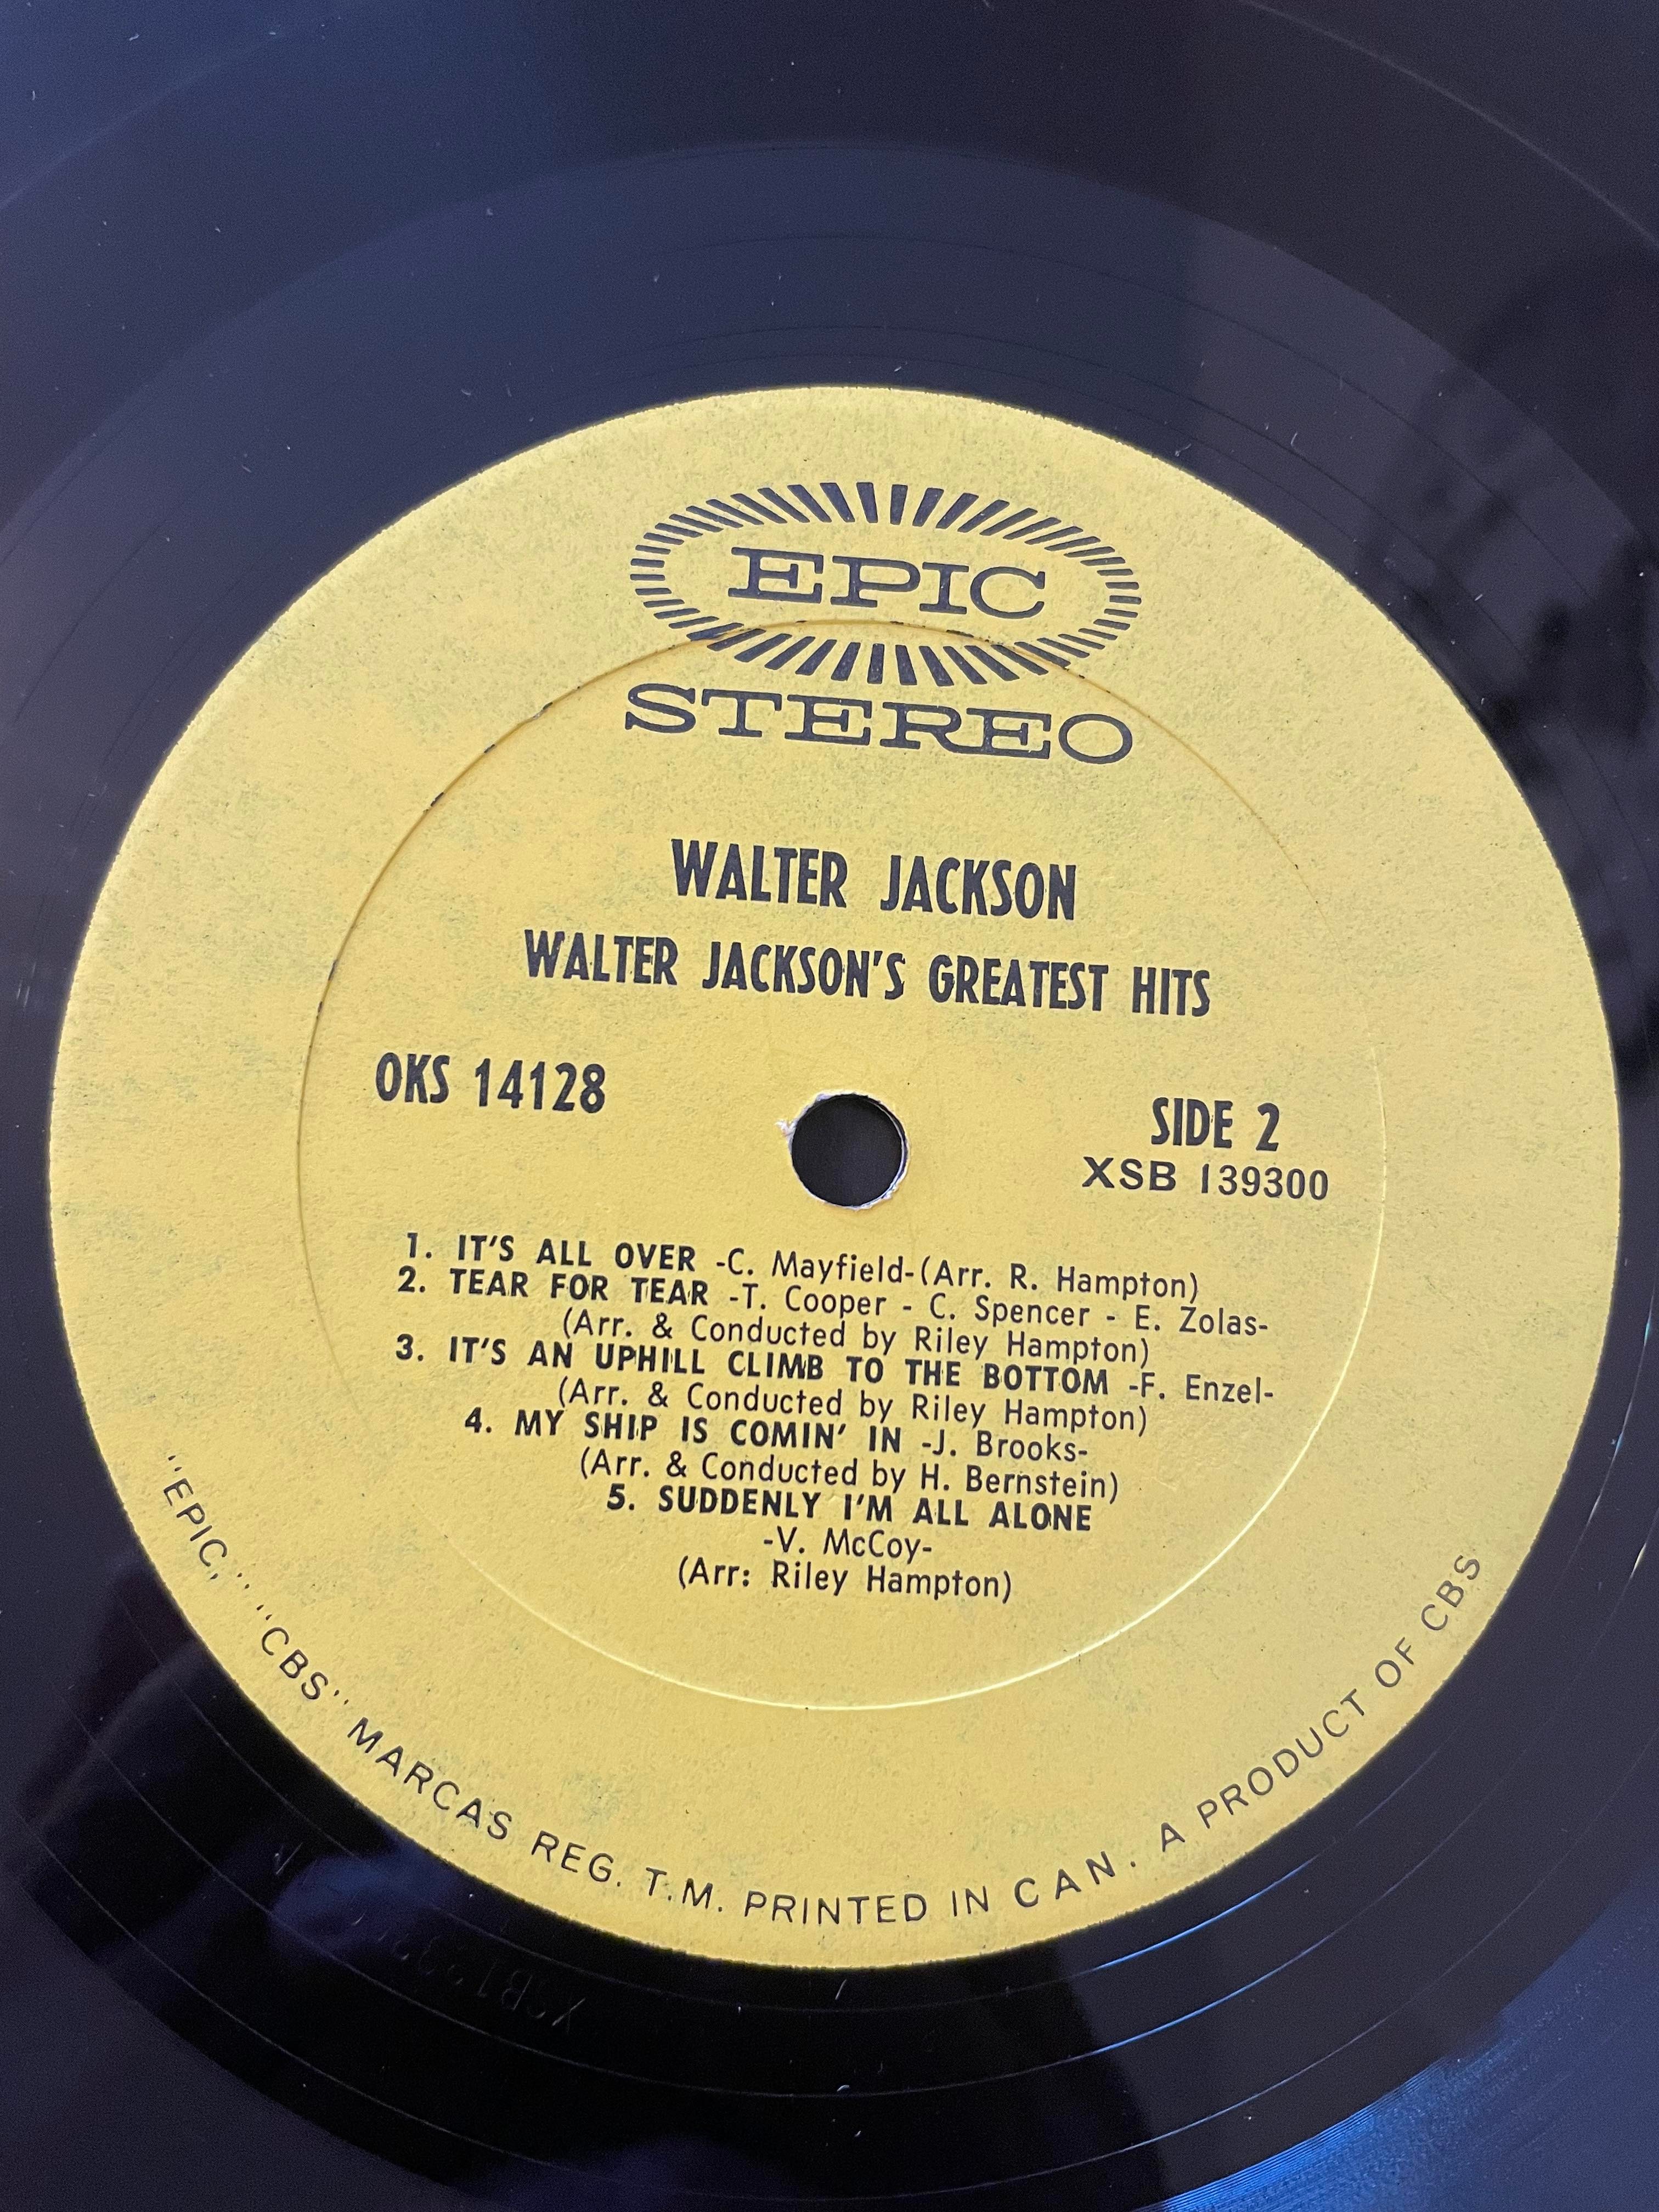 EPIC
STEREO
WALTER JACKSON
WALTER JACKSON'S GREATEST HITS
OKS 14128
SIDE 2
XSB 139300
1. IT'S ALL OVER -C. Mayfield-(Arr. R. Hampton)
2. TEAR FOR TEAR -T. Cooper - C. Spencer - E. Zolas-
(Arr. & Conducted by Riley Hampton)
3. IT'S AN UPHILL CLIMB TO THE BOTTOM -F. Enzel-
(Arr. & Conducted by Riley Hampton)
4. MY SHIP IS COMIN' IN -J. Brooks-
(Arr. & Conducted by H. Bernstein)
5. SUDDENLY I'M ALL ALONE
-V. McCoy-
(Arr: Riley Hampton)
"EPIC," "CBS" MARCAS REG. T.M. PRINTED IN CAN. A PRODUCT OF CBS